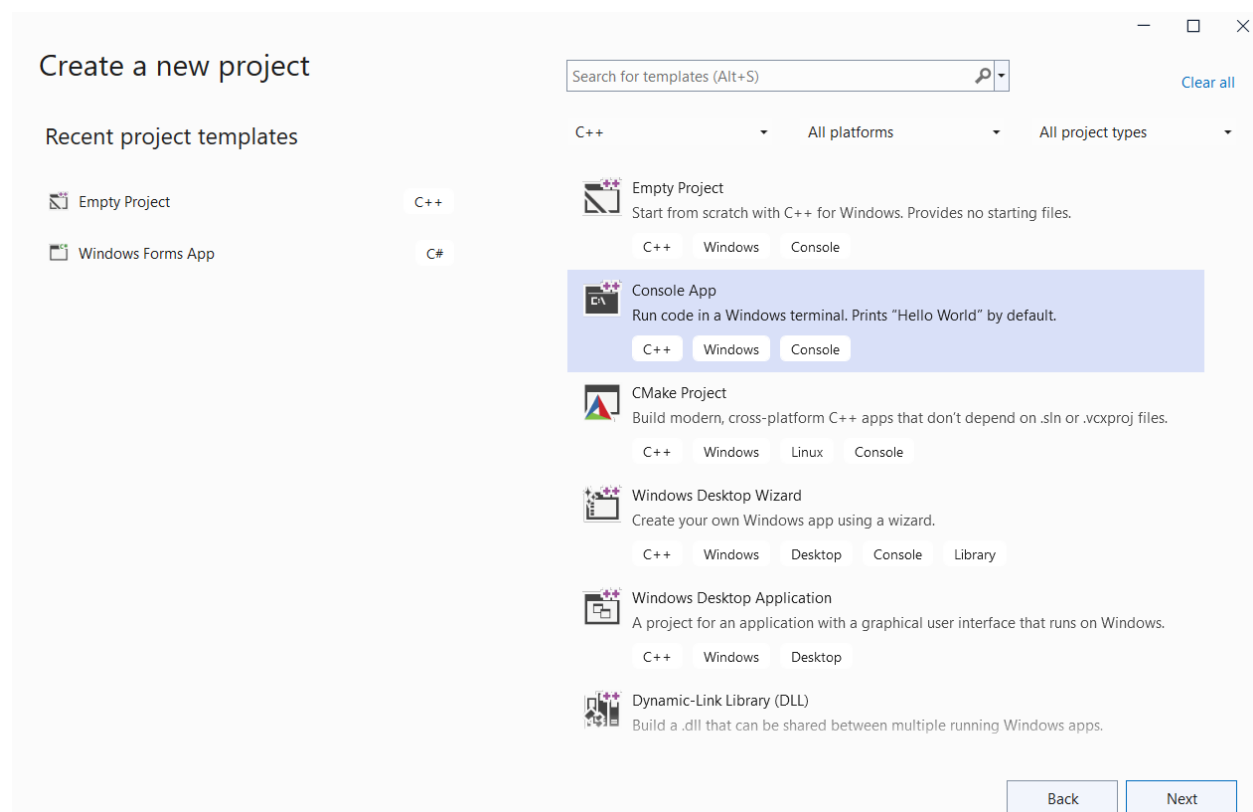 Create a new project
Search for templates (Alt+S)
Clear all
Recent project templates
C++
All platforms
All project types
Empty Project
C++
Windows Forms App
C#
Empty Project
Start from scratch with C++ for Windows. Provides no starting files.
C++ Windows Console
Console App
Run code in a Windows terminal. Prints “Hello World” by default.
C++ Windows Console
CMake Project
Build modern, cross-platform C++ apps that don’t depend on .sln or .vcxproj files.
C++ Windows Linux Console
Windows Desktop Wizard
Create your own Windows app using a wizard.
C++ Windows Desktop Console Library
Windows Desktop Application
A project for an application with a graphical user interface that runs on Windows.
C++ Windows Desktop
Dynamic-Link Library (DLL)
Build a .dll that can be shared between multiple running Windows apps.
Back
Next